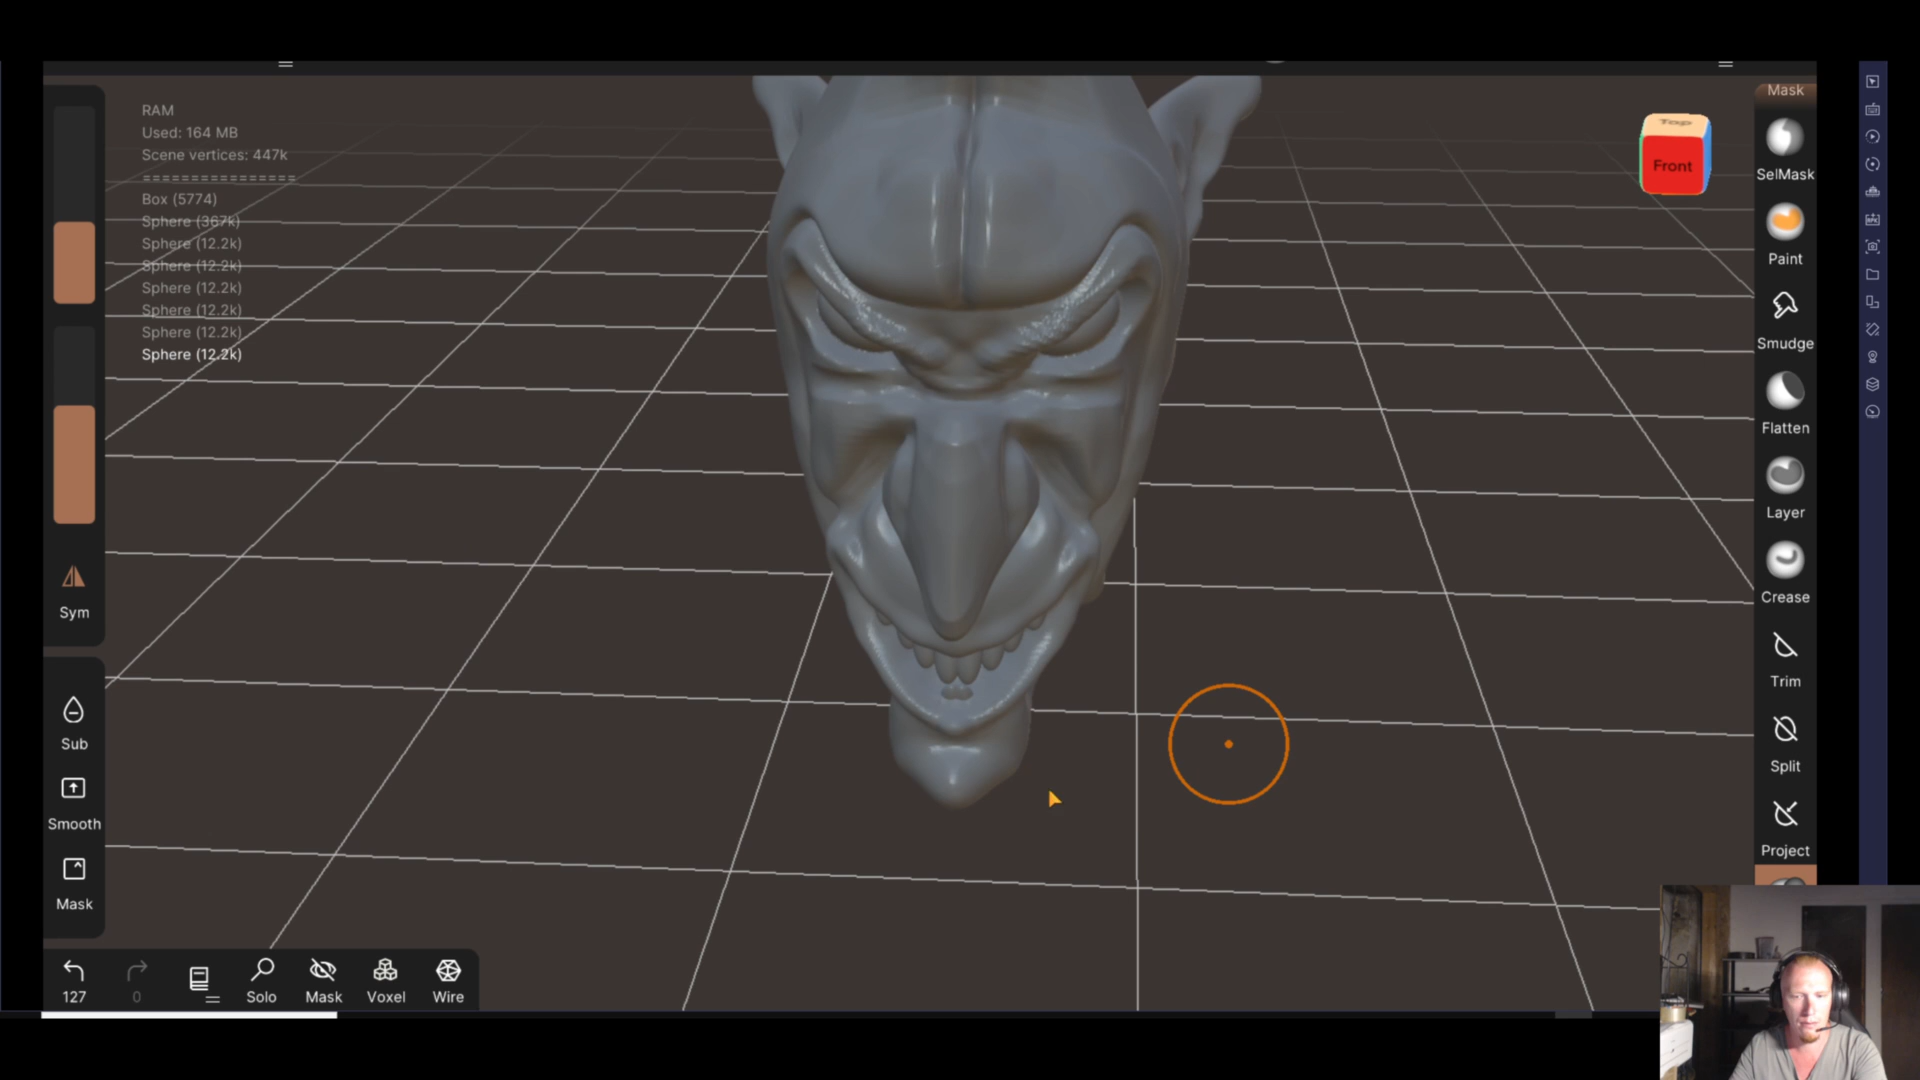 RAM
Used: 164 MB
Scene vertices: 447k
================
Box (5774)
Sphere (367k)
Sphere (12.2k)
Sphere (12.2k)
Sphere (12.2k)
Sphere (12.2k)
Sphere (12.2k)
Sphere (12.2k)
Sym
Sub
Smooth
Mask
127
0
Solo
Mask
Voxel
Wire
Top
Front
Mask
SelMask
Paint
Smudge
Flatten
Layer
Crease
Trim
Split
Project